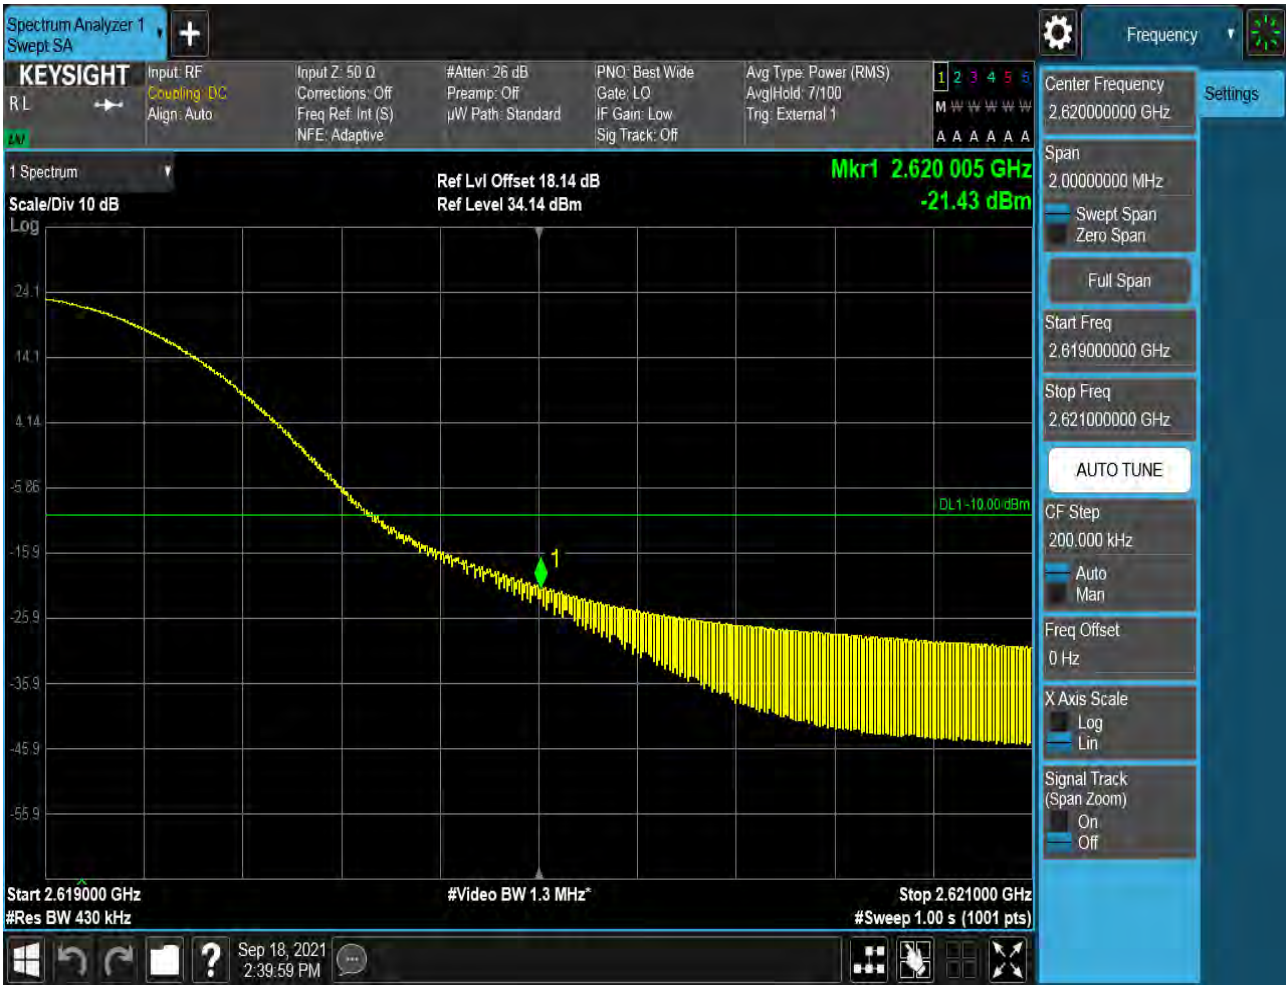 Spectrum Analyzer 1
Swept SA
+
Frequency
KEYSIGHT
R L
Input: RF
Coupling: DC
Align: Auto
Input Z: 50 Ω
Corrections: Off
Freq Ref: Int (S)
NFE: Adaptive
#Atten: 26 dB
Preamp: Off
µW Path: Standard
PNO: Best Wide
Gate: LO
IF Gain: Low
Sig Track: Off
Avg Type: Power (RMS)
Avg|Hold: 7/100
Trig: External 1
1 2 3 4 5 6
M W W W W W
A A A A A A
1 Spectrum
Scale/Div 10 dB
Log
Ref Lvl Offset 18.14 dB
Ref Level 34.14 dBm
Mkr1 2.620 005 GHz
-21.43 dBm
24.1
14.1
4.14
-5.86
-15.9
-25.9
-35.9
-45.9
-55.9
DL1 -10.00 dBm
1
Start 2.619000 GHz
#Res BW 430 kHz
#Video BW 1.3 MHz*
Stop 2.621000 GHz
#Sweep 1.00 s (1001 pts)
?
Sep 18, 2021
2:39:59 PM
Center Frequency
2.620000000 GHz
Span
2.00000000 MHz
Swept Span
Zero Span
Full Span
Start Freq
2.619000000 GHz
Stop Freq
2.621000000 GHz
AUTO TUNE
CF Step
200.000 kHz
Auto
Man
Freq Offset
0 Hz
X Axis Scale
Log
Lin
Signal Track
(Span Zoom)
On
Off
Settings